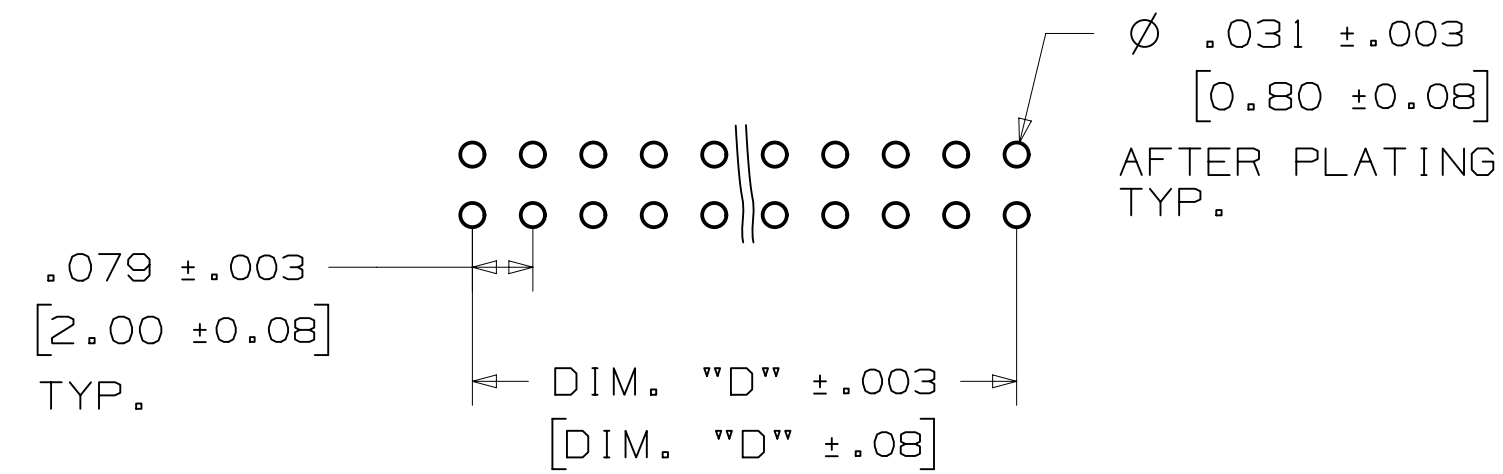 Ø .031 ±.003
[0.80 ±0.08]
AFTER PLATING
TYP.
.079 ±.003
[2.00 ±0.08]
TYP.
DIM. "D" ±.003
[DIM. "D" ±.08]